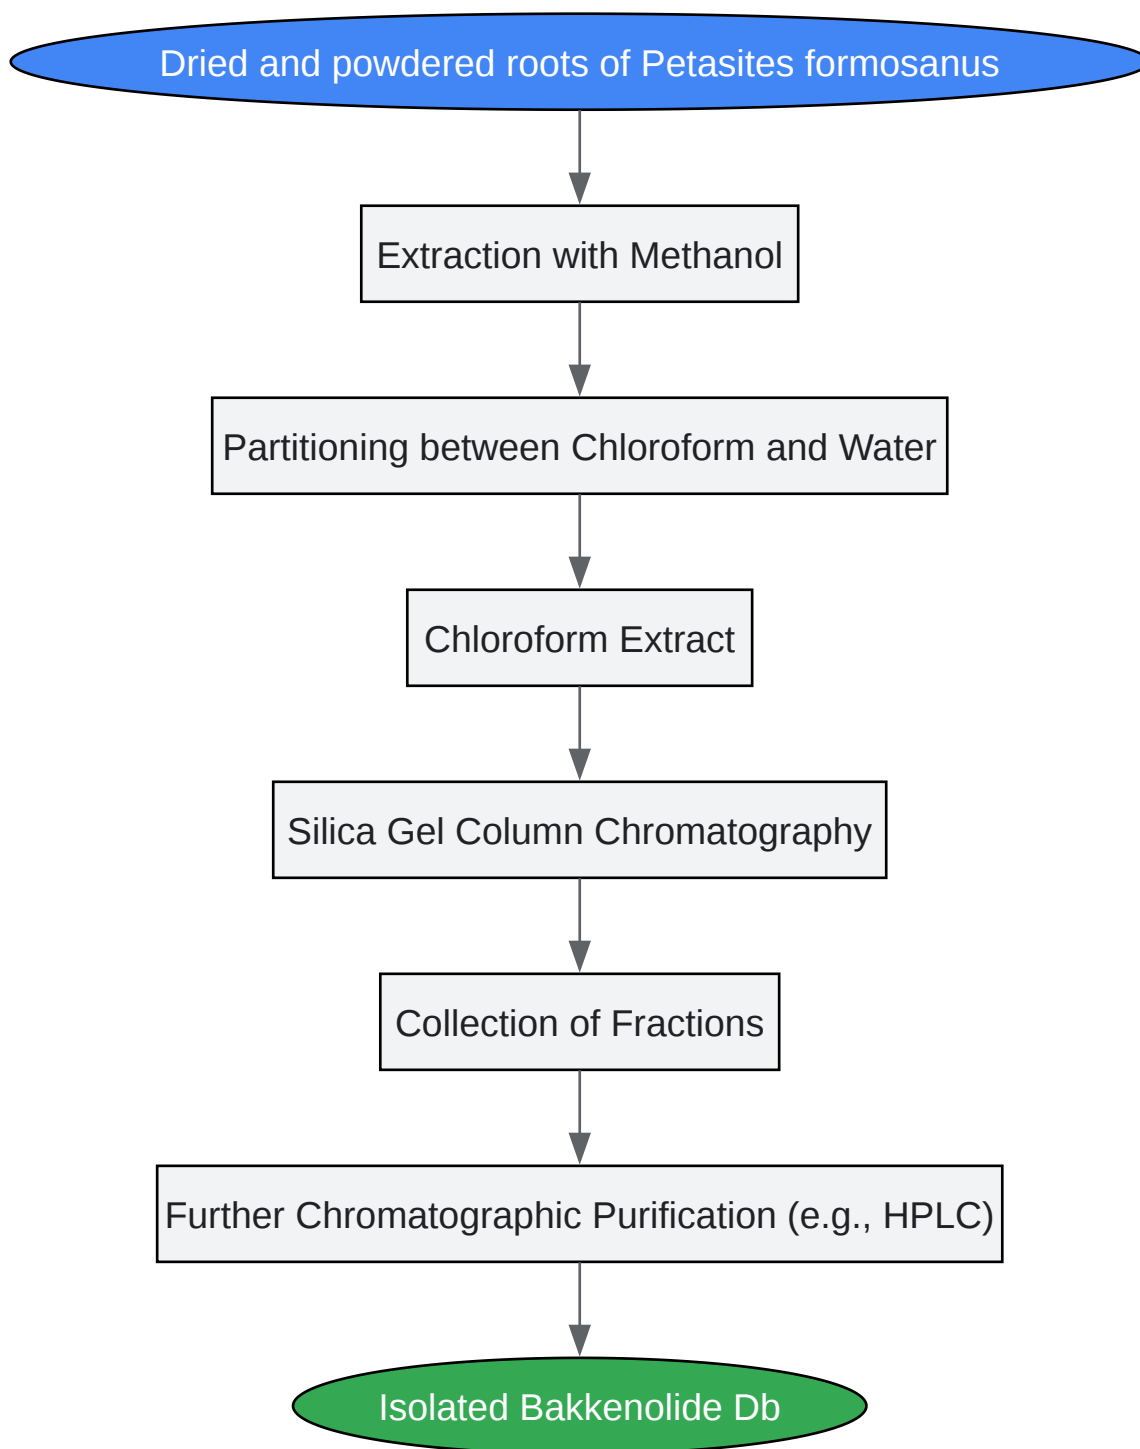 Dried and powdered roots of Petasites formosanus
Extraction with Methanol
Partitioning between Chloroform and Water
Chloroform Extract
Silica Gel Column Chromatography
Collection of Fractions
Further Chromatographic Purification (e.g., HPLC)
Isolated Bakkenolide Db